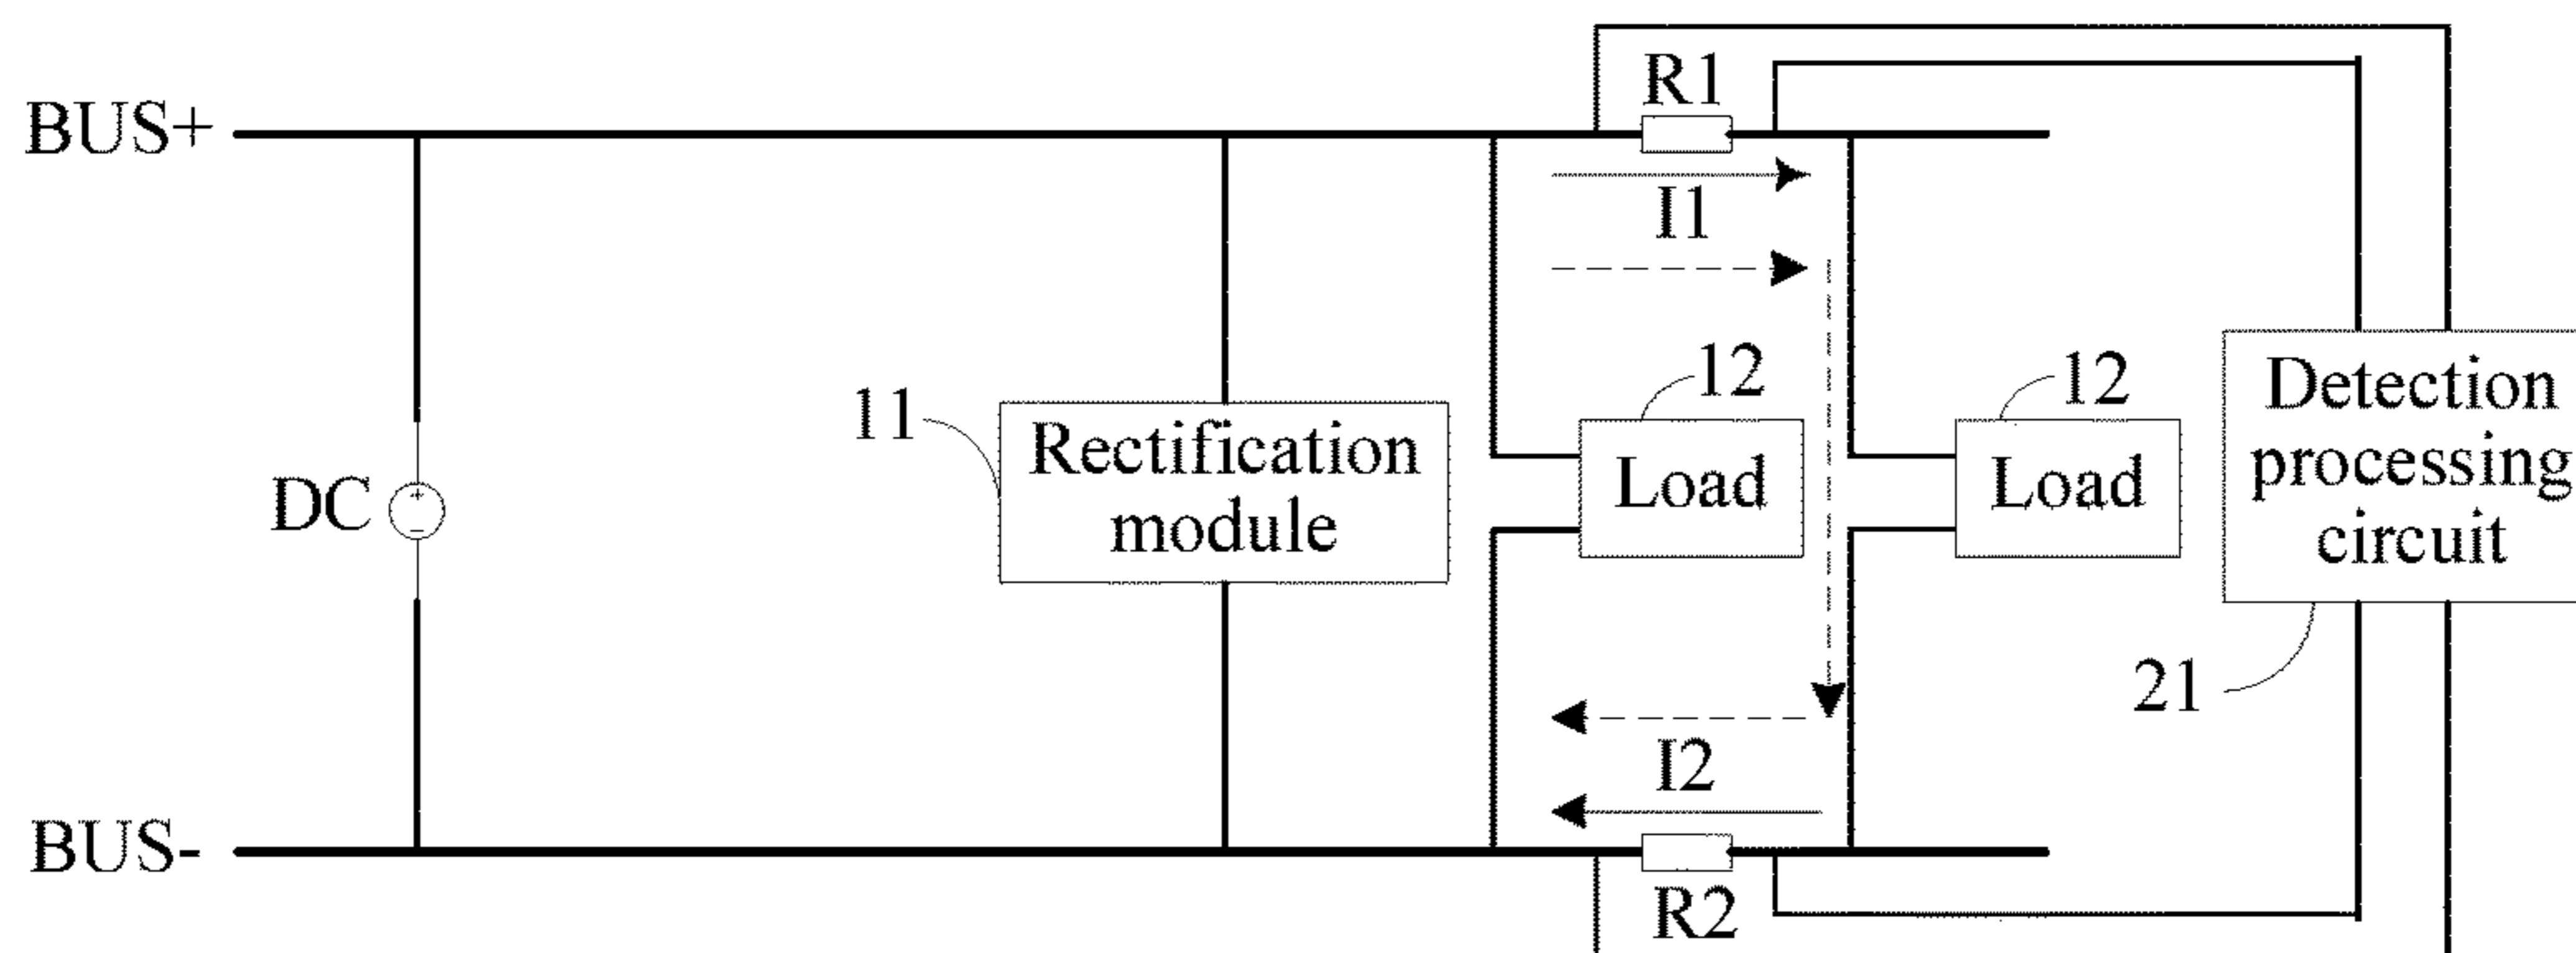 R1
BUS+
I1
12
12
11
Rectification
module
Load
Load
Detection
processing
circuit
DC
+
-
21
I2
BUS-
R2